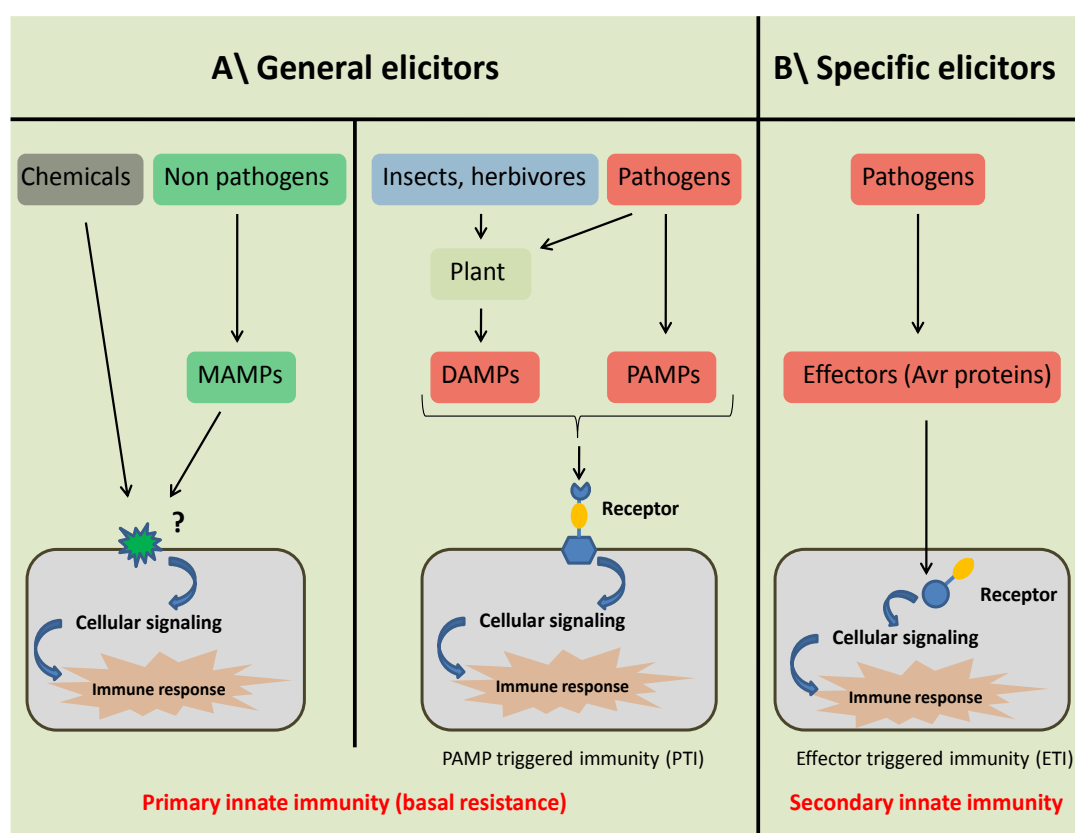 A\ General elicitors
B\ Specific elicitors
Chemicals
Non pathogens
Insects, herbivores
Pathogens
Pathogens
Plant
MAMPs
DAMPs
PAMPs
Effectors (Avr proteins)
?
Receptor
Receptor
Cellular signaling
Cellular signaling
Cellular signaling
Immune response
Immune response
Immune response
PAMP triggered immunity (PTI)
Effector triggered immunity (ETI)
Primary innate immunity (basal resistance)
Secondary innate immunity